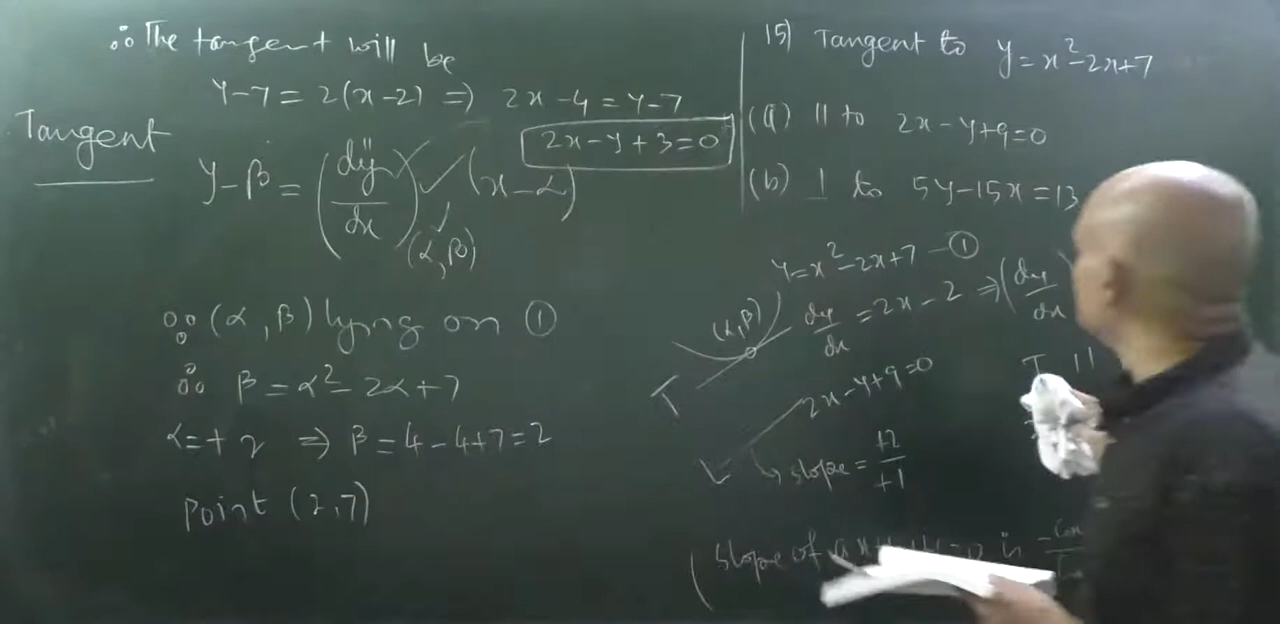 ∴ The tangent will be
Y-7 = 2(x-2) ⇒ 2x-4 = Y-7
2x-Y+3=0
Tangent
Y-β = (dy/dx)(α,β) (x-α)
∵ (α,β) lying on ①
∴ β = α²-2α+7
α=+2 ⇒ β = 4-4+7=2
Point (2,7)
15) Tangent to y=x²-2x+7
(a) || to 2x-Y+9=0
(b) ⊥ to 5Y-15x=13
Y=x²-2x+7 - ①
(α,β)
dy/dx = 2x-2 ⇒ (dy/dx
T
2x-Y+9=0
T ||
L
↳ slope = +2/+1
(slope of
is